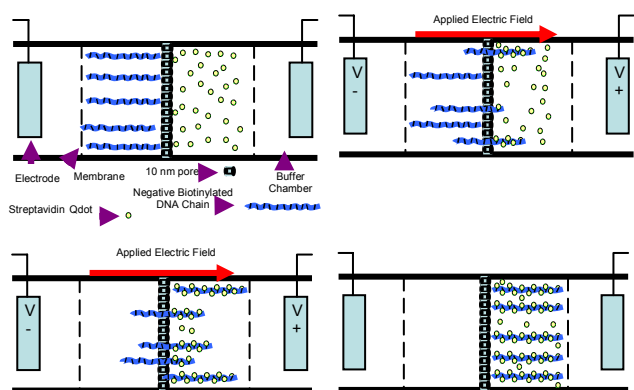 Applied Electric Field
V
-
V
+
Electrode
Membrane
10 nm pore
Buffer
Chamber
Negative Biotinylated
DNA Chain
Streptavidin Qdot
Applied Electric Field
V
-
V
+